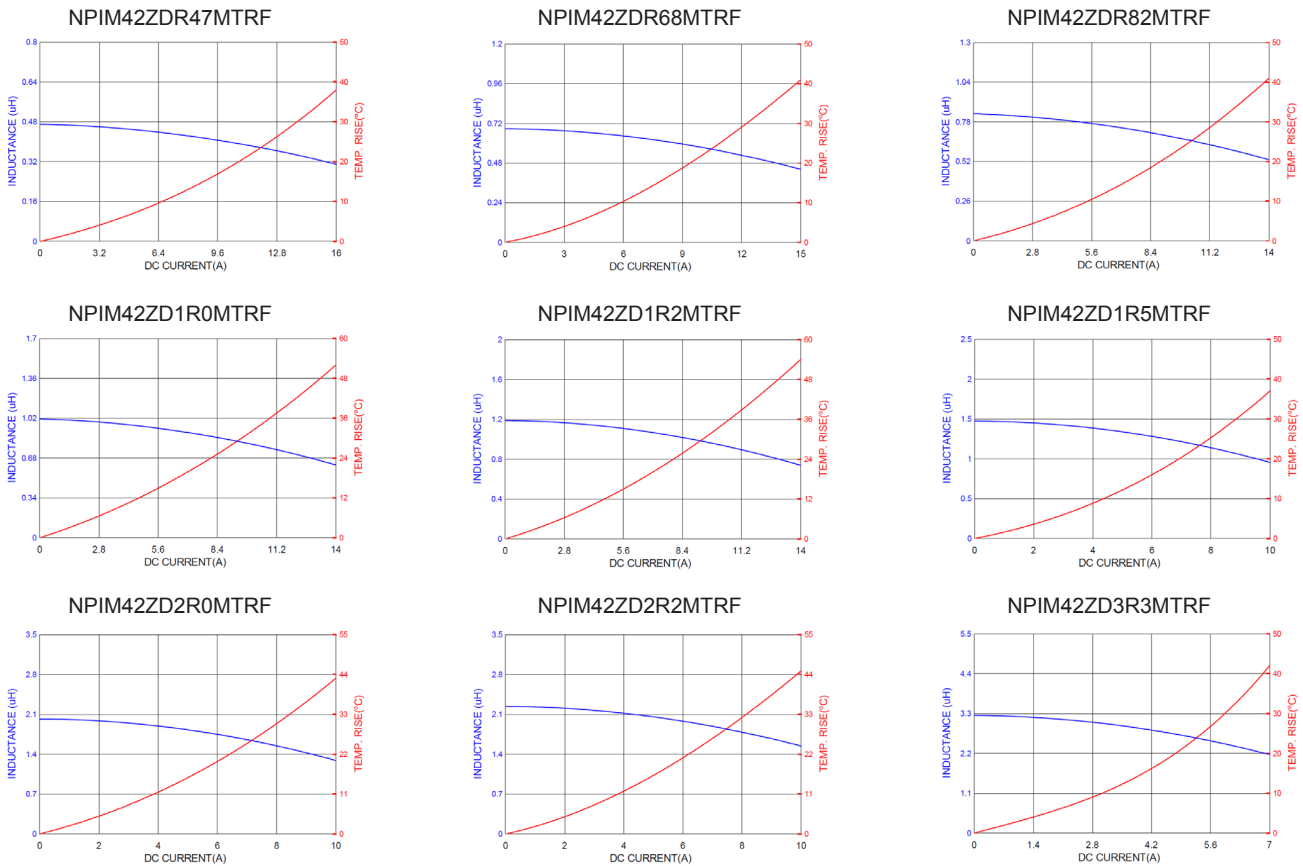 NPIM42ZDR47MTRF
0.8
0.64
0.48
0.32
0.16
0
INDUCTANCE (uH)
50
40
30
20
10
0
TEMP. RISE(ºC)
0 3.2 6.4 9.6 12.8 16
DC CURRENT(A)
NPIM42ZDR68MTRF
1.2
0.96
0.72
0.48
0.24
0
INDUCTANCE (uH)
50
40
30
20
10
0
TEMP. RISE(ºC)
0 3 6 9 12 15
DC CURRENT(A)
NPIM42ZDR82MTRF
1.3
1.04
0.78
0.52
0.26
0
INDUCTANCE (uH)
50
40
30
20
10
0
TEMP. RISE(ºC)
0 2.8 5.6 8.4 11.2 14
DC CURRENT(A)
NPIM42ZD1R0MTRF
1.7
1.36
1.02
0.68
0.34
0
INDUCTANCE (uH)
60
48
36
24
12
0
TEMP. RISE(ºC)
0 2.8 5.6 8.4 11.2 14
DC CURRENT(A)
NPIM42ZD1R2MTRF
2
1.6
1.2
0.8
0.4
0
INDUCTANCE (uH)
60
48
36
24
12
0
TEMP. RISE(ºC)
0 2.8 5.6 8.4 11.2 14
DC CURRENT(A)
NPIM42ZD1R5MTRF
2.5
2
1.5
1
0.5
0
INDUCTANCE (uH)
50
40
30
20
10
0
TEMP. RISE(ºC)
0 2 4 6 8 10
DC CURRENT(A)
NPIM42ZD2R0MTRF
3.5
2.8
2.1
1.4
0.7
0
INDUCTANCE (uH)
55
44
33
22
11
0
TEMP. RISE(ºC)
0 2 4 6 8 10
DC CURRENT(A)
NPIM42ZD2R2MTRF
3.5
2.8
2.1
1.4
0.7
0
INDUCTANCE (uH)
55
44
33
22
11
0
TEMP. RISE(ºC)
0 2 4 6 8 10
DC CURRENT(A)
NPIM42ZD3R3MTRF
5.5
4.4
3.3
2.2
1.1
0
INDUCTANCE (uH)
50
40
30
20
10
0
TEMP. RISE(ºC)
0 1.4 2.8 4.2 5.6 7
DC CURRENT(A)